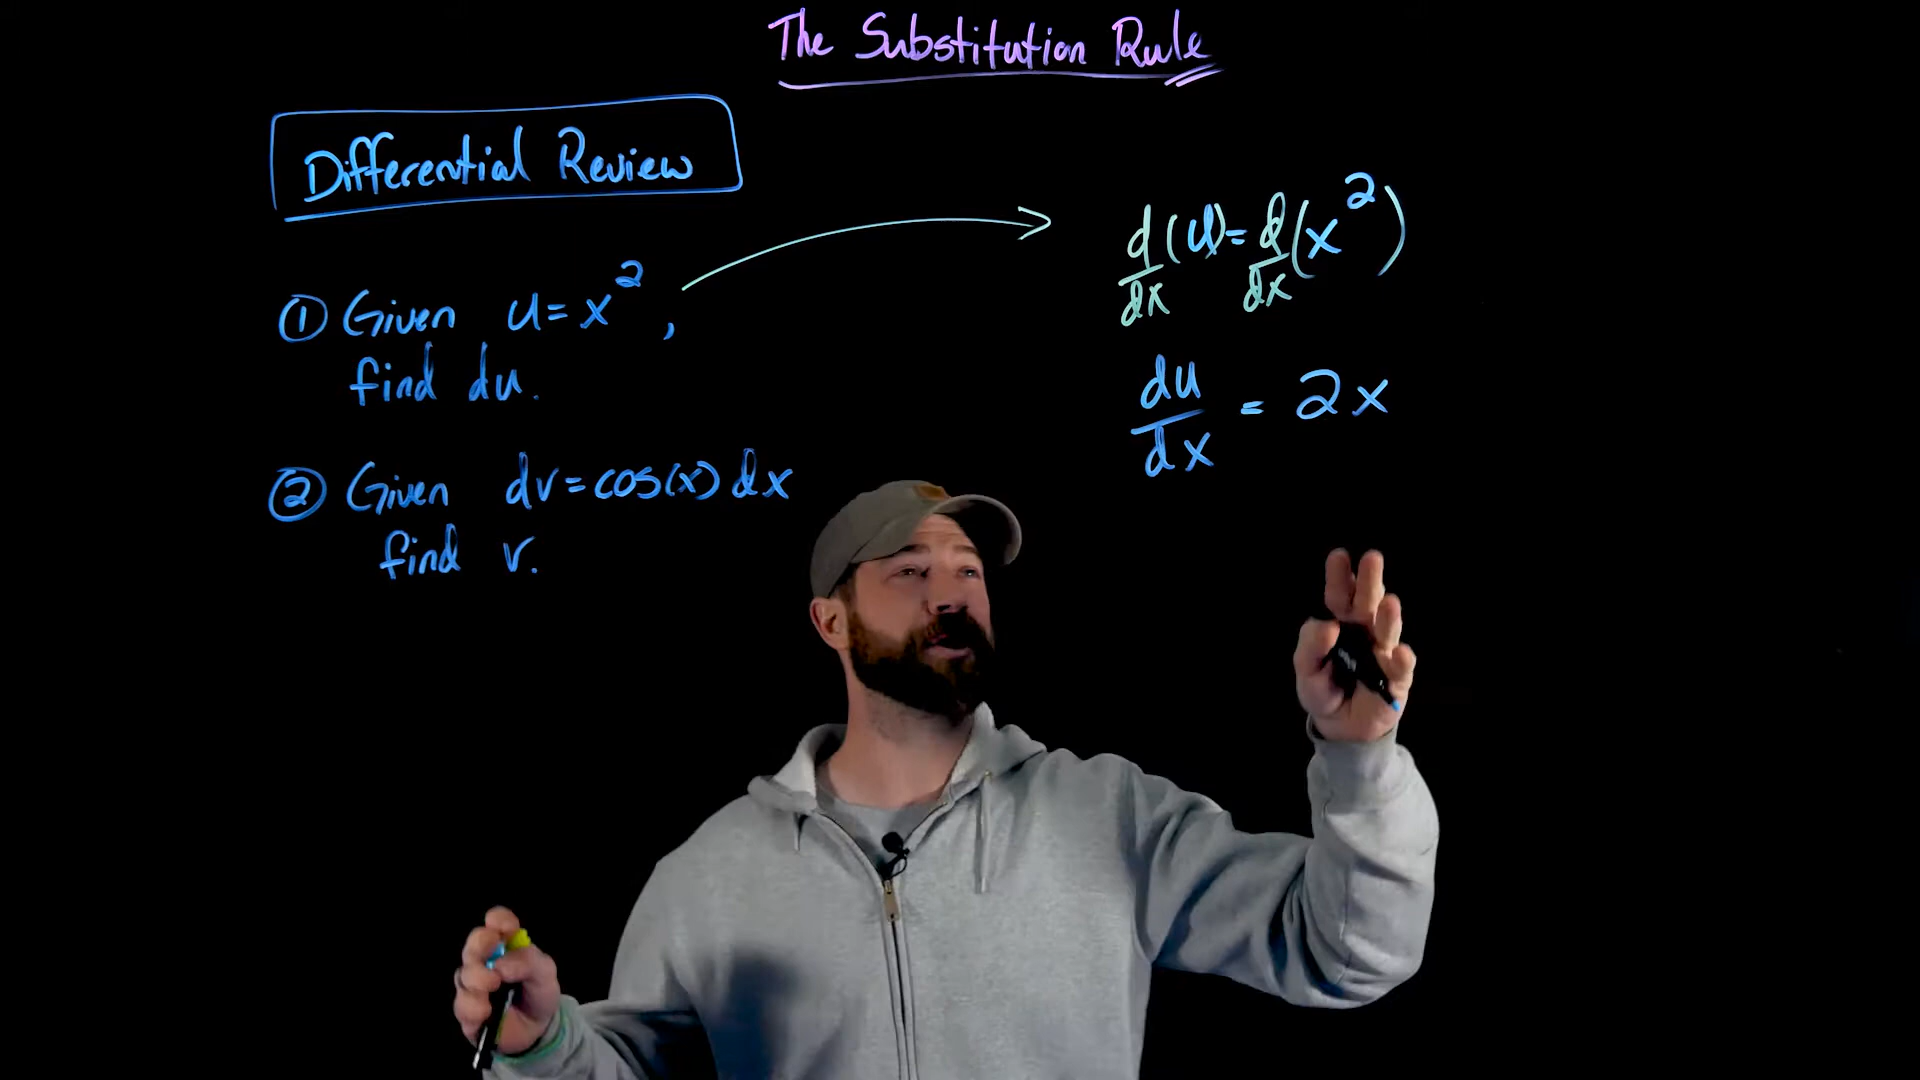 The Substitution Rule
Differential Review
① Given u = x²,
find du.
② Given dv = cos(x) dx
find v.
d/dx (u) = d/dx (x²)
du/dx = 2x